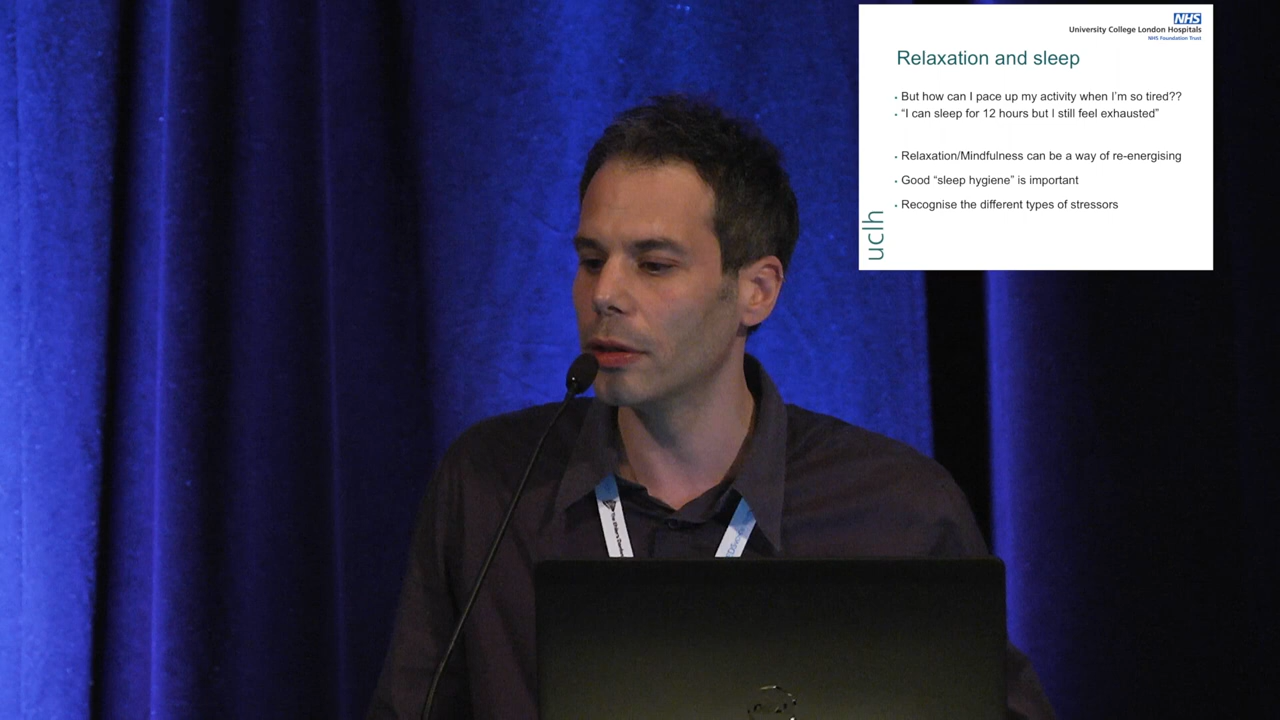 NHS
University College London Hospitals
NHS Foundation Trust
Relaxation and sleep
But how can I pace up my activity when I’m so tired??
“I can sleep for 12 hours but I still feel exhausted”
Relaxation/Mindfulness can be a way of re-energising
Good “sleep hygiene” is important
Recognise the different types of stressors
uclh